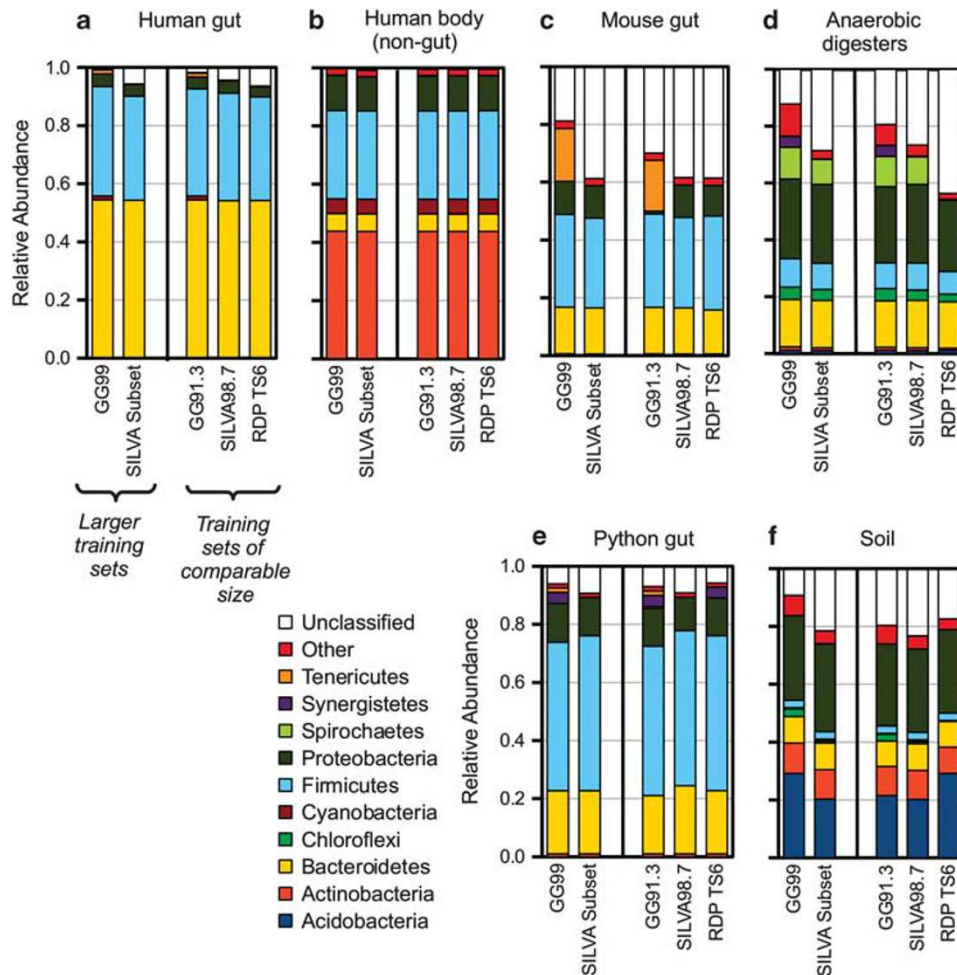 a Human gut
b Human body
(non-gut)
c Mouse gut
d Anaerobic
digesters
Relative Abundance
1.0
0.8
0.6
0.4
0.2
0.0
GG99
SILVA Subset
GG91.3
SILVA98.7
RDP TS6
GG99
SILVA Subset
GG91.3
SILVA98.7
RDP TS6
GG99
SILVA Subset
GG91.3
SILVA98.7
RDP TS6
GG99
SILVA Subset
GG91.3
SILVA98.7
RDP TS6
Larger
training
sets
Training
sets of
comparable
size
Unclassified
Other
Tenericutes
Synergistetes
Spirochaetes
Proteobacteria
Firmicutes
Cyanobacteria
Chloroflexi
Bacteroidetes
Actinobacteria
Acidobacteria
e Python gut
f Soil
Relative Abundance
1.0
0.8
0.6
0.4
0.2
0.0
GG99
SILVA Subset
GG91.3
SILVA98.7
RDP TS6
GG99
SILVA Subset
GG91.3
SILVA98.7
RDP TS6